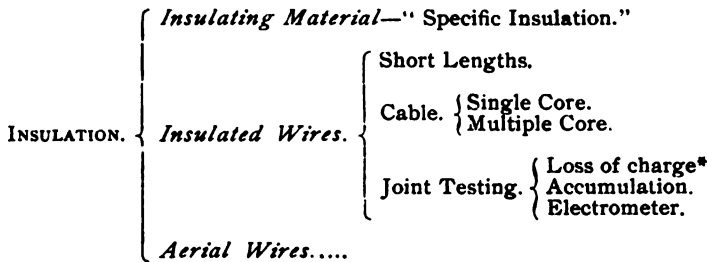 Insulating Material—“ Specific Insulation.”
Short Lengths.
Cable. Single Core.
Multiple Core.
INSULATION. Insulated Wires.
Joint Testing. Loss of charge*
Accumulation.
Electrometer.
Aerial Wires.....